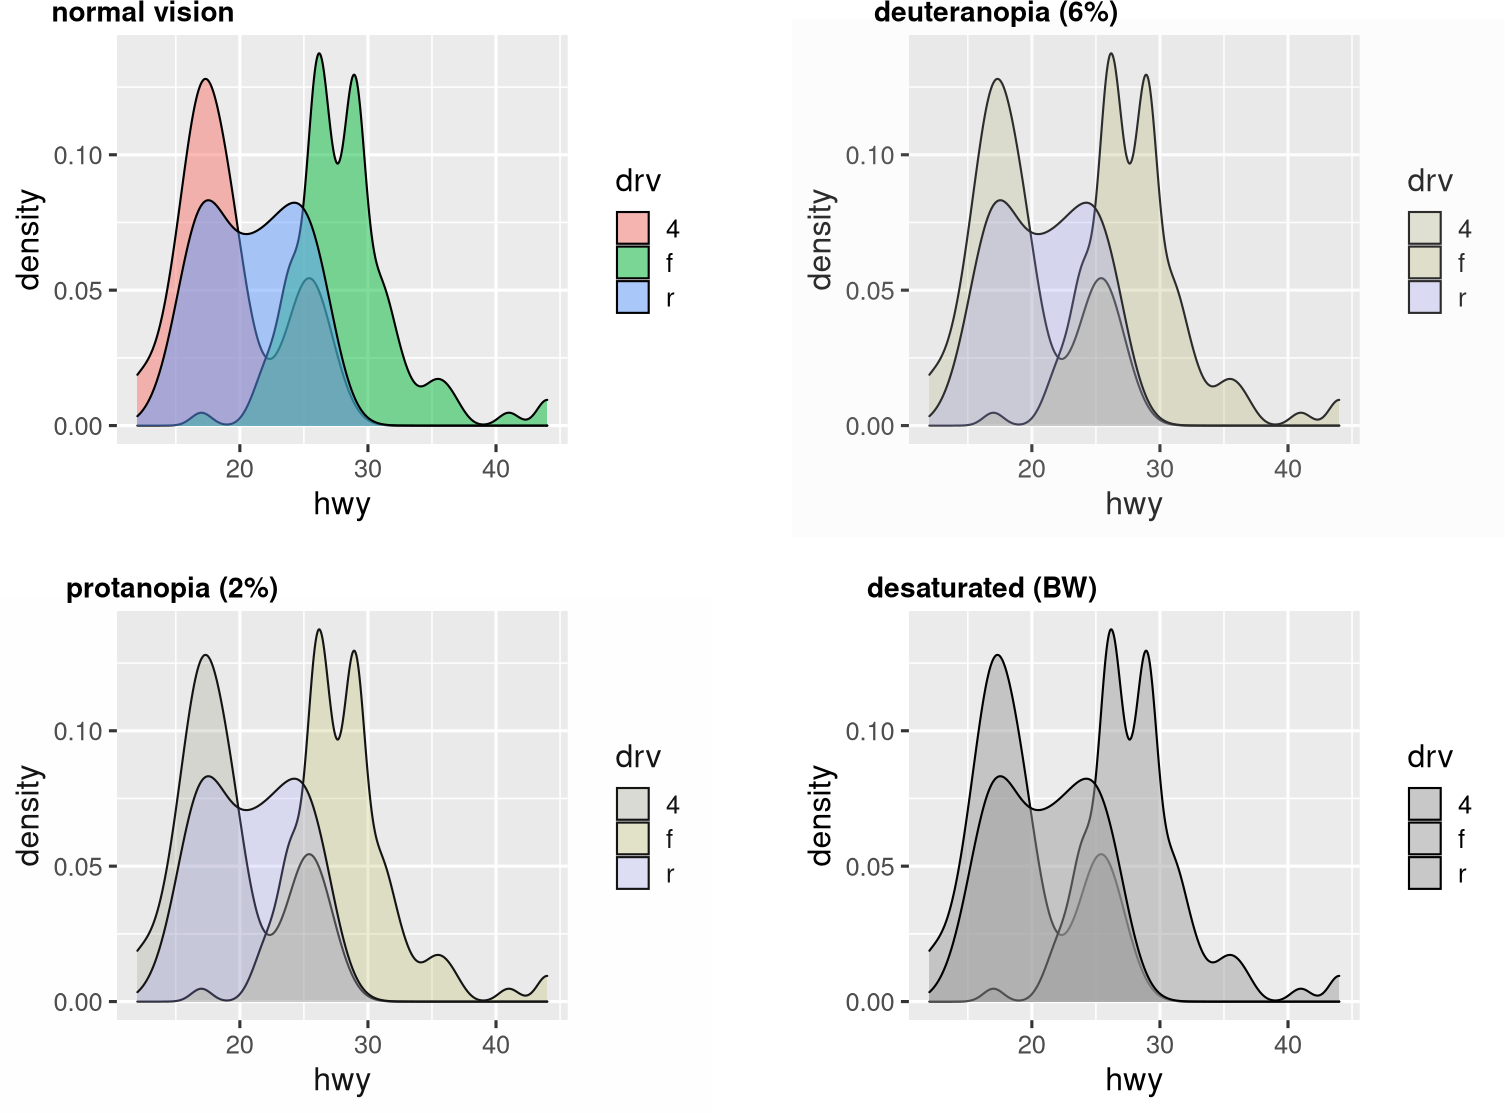 normal vision
density
0.10
0.05
0.00
20 30 40
hwy
drv
4
f
r
deuteranopia (6%)
density
0.10
0.05
0.00
20 30 40
hwy
drv
4
f
r
protanopia (2%)
density
0.10
0.05
0.00
20 30 40
hwy
drv
4
f
r
desaturated (BW)
density
0.10
0.05
0.00
20 30 40
hwy
drv
4
f
r